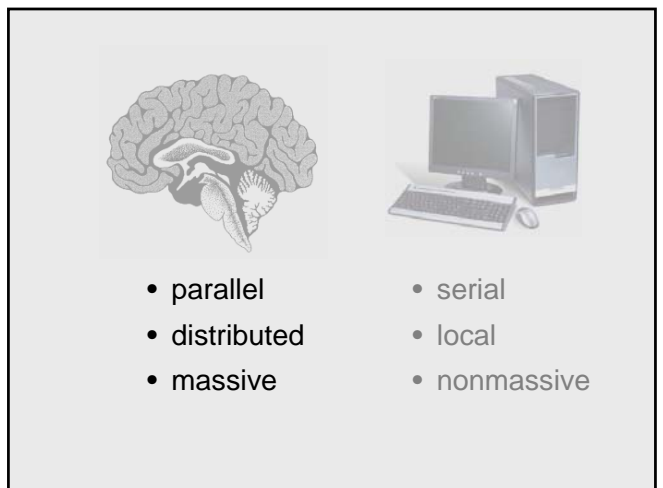 • parallel
• distributed
• massive
• serial
• local
• nonmassive